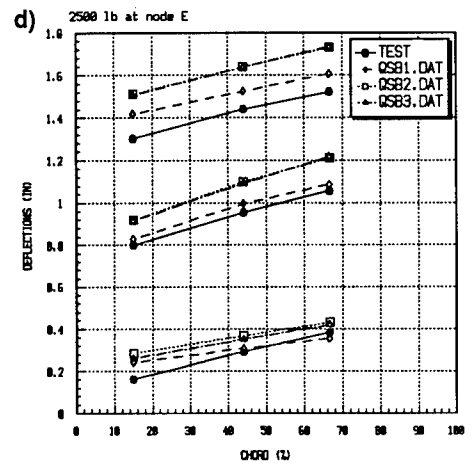 d) 2500 lb at node E
TEST
QSB1.DAT
QSB2.DAT
QSB3.DAT
DEFLECTIONS (IN)
1.8
1.6
1.4
1.2
1
0.8
0.6
0.4
0.2
0
0 10 20 30 40 50 60 70 80 90 100
CHORD (%)